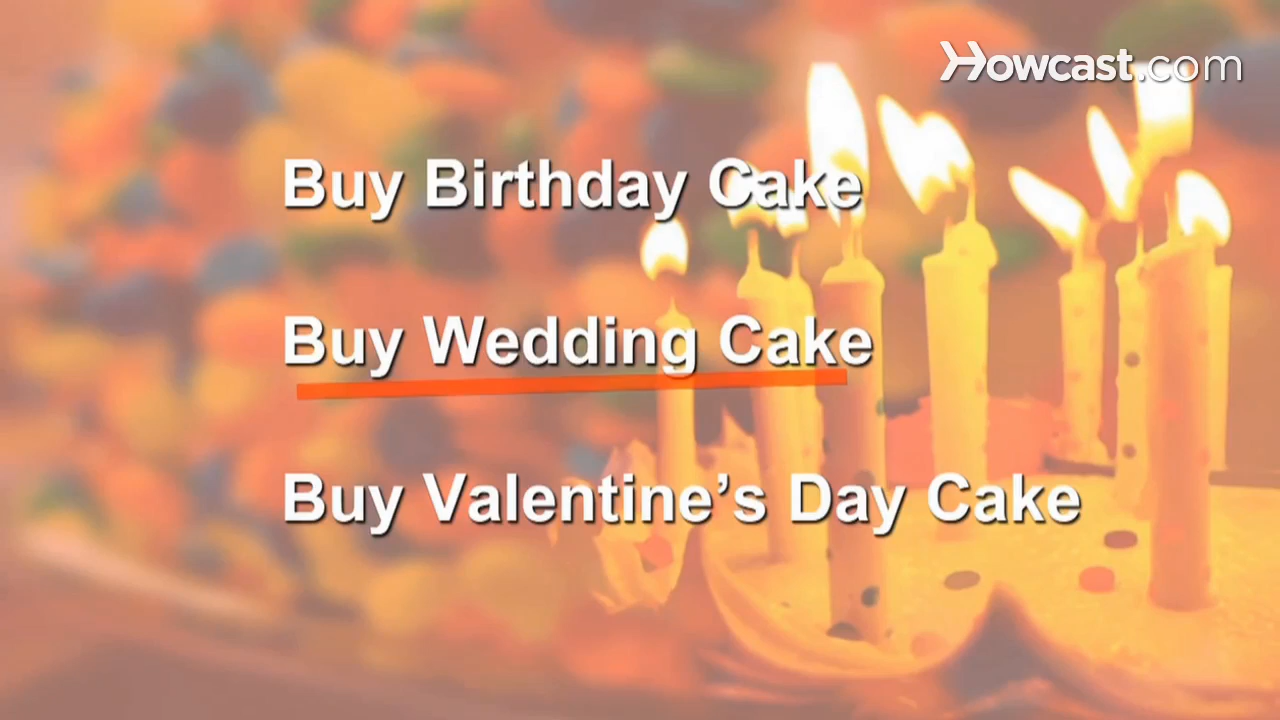 Howcast.com
Buy Birthday Cake
Buy Wedding Cake
Buy Valentine’s Day Cake